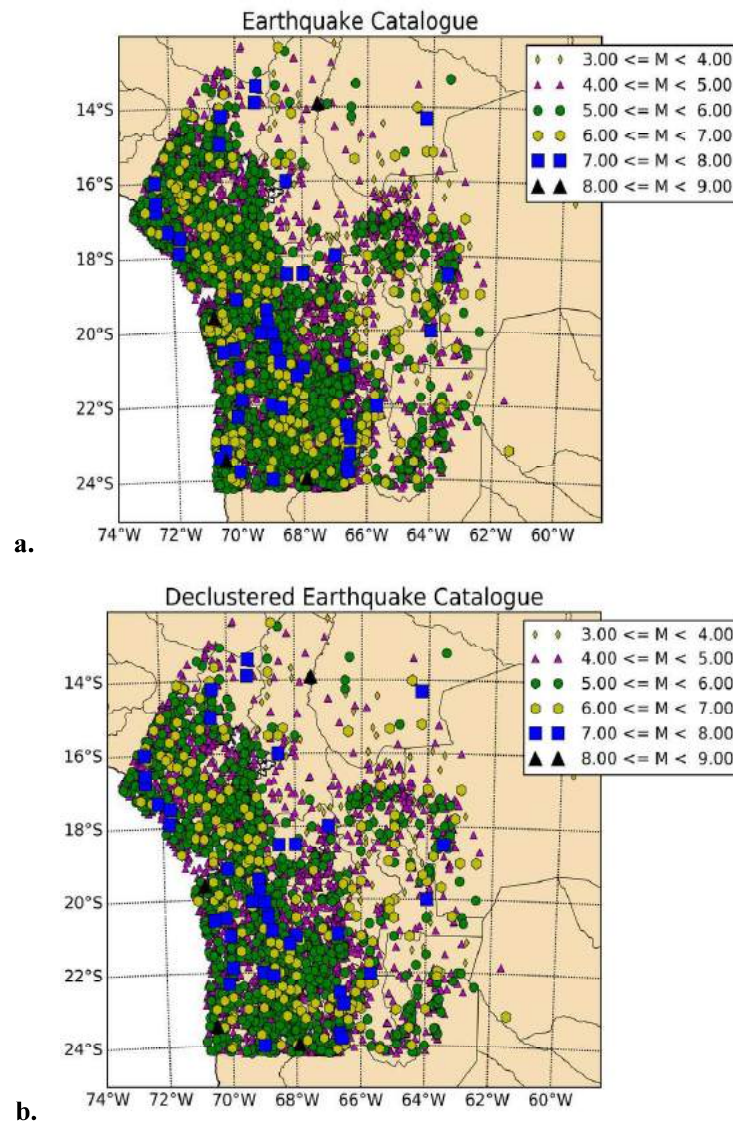 Earthquake Catalogue
3.00 <= M < 4.00
4.00 <= M < 5.00
5.00 <= M < 6.00
6.00 <= M < 7.00
7.00 <= M < 8.00
8.00 <= M < 9.00
14°S
16°S
18°S
20°S
22°S
24°S
74°W 72°W 70°W 68°W 66°W 64°W 62°W 60°W
a.
Declustered Earthquake Catalogue
3.00 <= M < 4.00
4.00 <= M < 5.00
5.00 <= M < 6.00
6.00 <= M < 7.00
7.00 <= M < 8.00
8.00 <= M < 9.00
14°S
16°S
18°S
20°S
22°S
24°S
74°W 72°W 70°W 68°W 66°W 64°W 62°W 60°W
b.